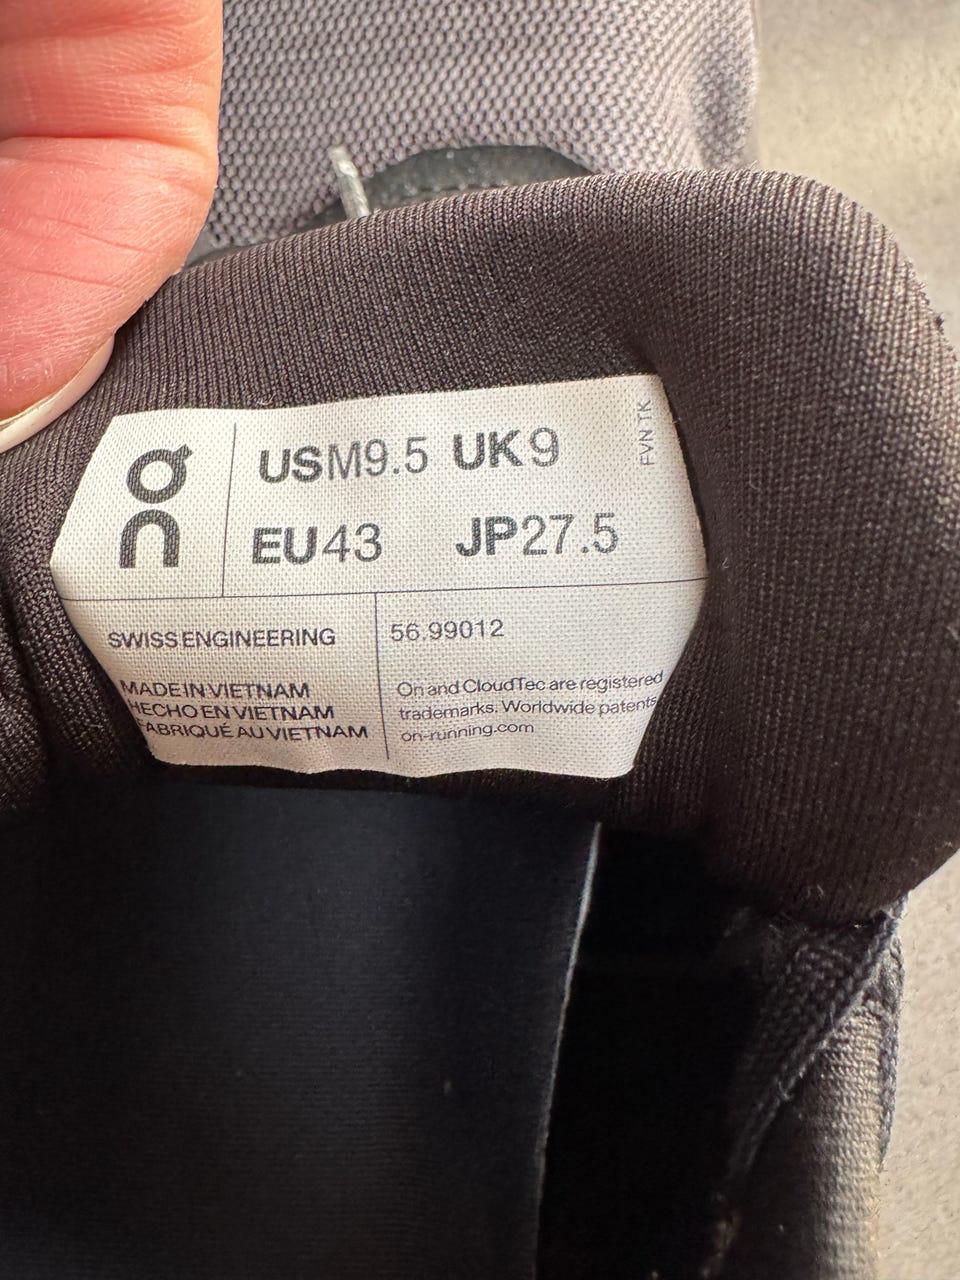 on
USM9.5 UK9
EU43 JP27.5
FVN TK
SWISS ENGINEERING
56.99012
MADE IN VIETNAM
HECHO EN VIETNAM
FABRIQUÉ AU VIETNAM
On and CloudTec are registered
trademarks. Worldwide patents
on-running.com